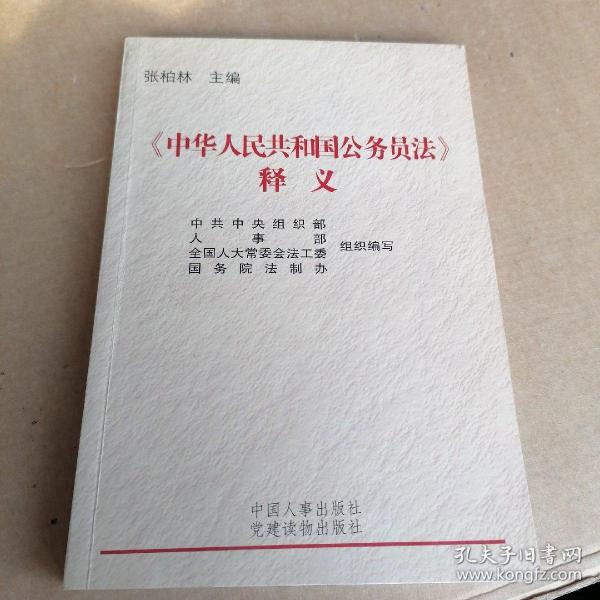 张柏林 主编
《中华人民共和国公务员法》
释义
中共中央组织部
人事部
全国人大常委会法工委
国务院法制办
组织编写
中国人事出版社
党建读物出版社
孔夫子旧书网
www.kongfz.com